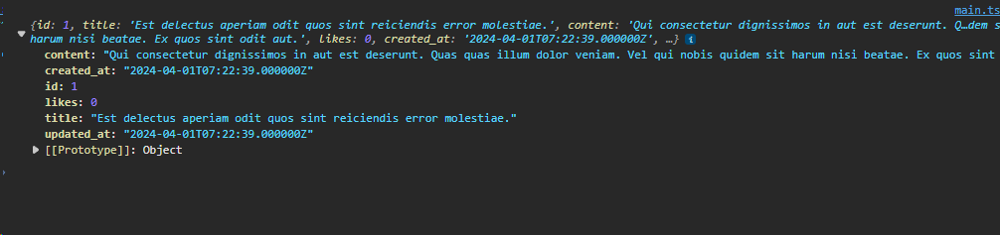 main.ts
{id: 1, title: 'Est delectus aperiam odit quos sint reiciendis error molestiae.', content: 'Qui consectetur dignissimos in aut est deserunt. Q…dem s
harum nisi beatae. Ex quos sint odit aut.', likes: 0, created_at: '2024-04-01T07:22:39.000000Z', …} i
content: "Qui consectetur dignissimos in aut est deserunt. Quas quas illum dolor veniam. Vel qui nobis quidem sit harum nisi beatae. Ex quos sint
created_at: "2024-04-01T07:22:39.000000Z"
id: 1
likes: 0
title: "Est delectus aperiam odit quos sint reiciendis error molestiae."
updated_at: "2024-04-01T07:22:39.000000Z"
[[Prototype]]: Object